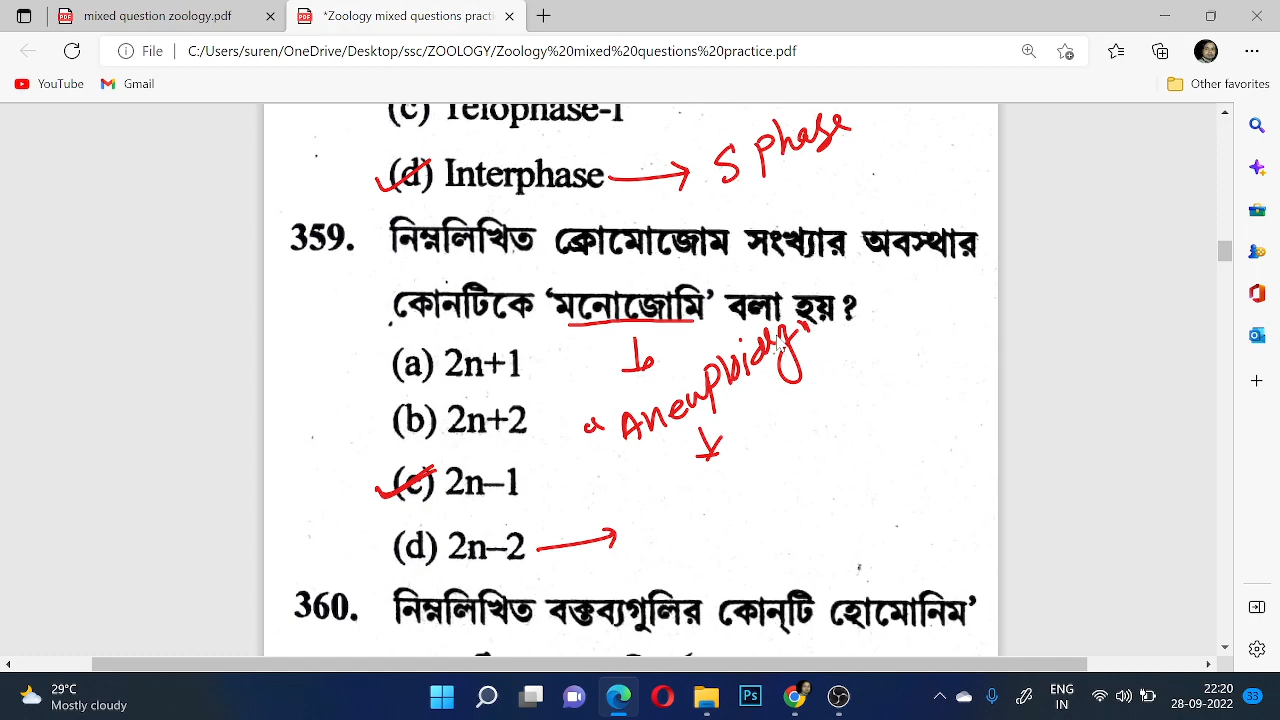 mixed question zoology.pdf
*Zoology mixed question practice.pdf
File
C:/Users/suren/OneDrive/Desktop/ssc/ZOOLOGY/Zoology%20mixed%20questions%20practice.pdf
YouTube
Gmail
Other favorites
(c) Telophase-I
(d) Interphase → S phase
359. নিম্নলিখিত ক্রোমোজোম সংখ্যার অবস্থার
কোনটিকে ‘মনোজোমি’ বলা হয়?
(a) 2n+1
(b) 2n+2
"Aneuploidy"
(c) 2n–1
(d) 2n–2 →
360. নিম্নলিখিত বক্তব্যগুলির কোন্‌টি হোমোনিম’
29°C
Mostly cloudy
ENG
IN
22:20
28-09-2022
33